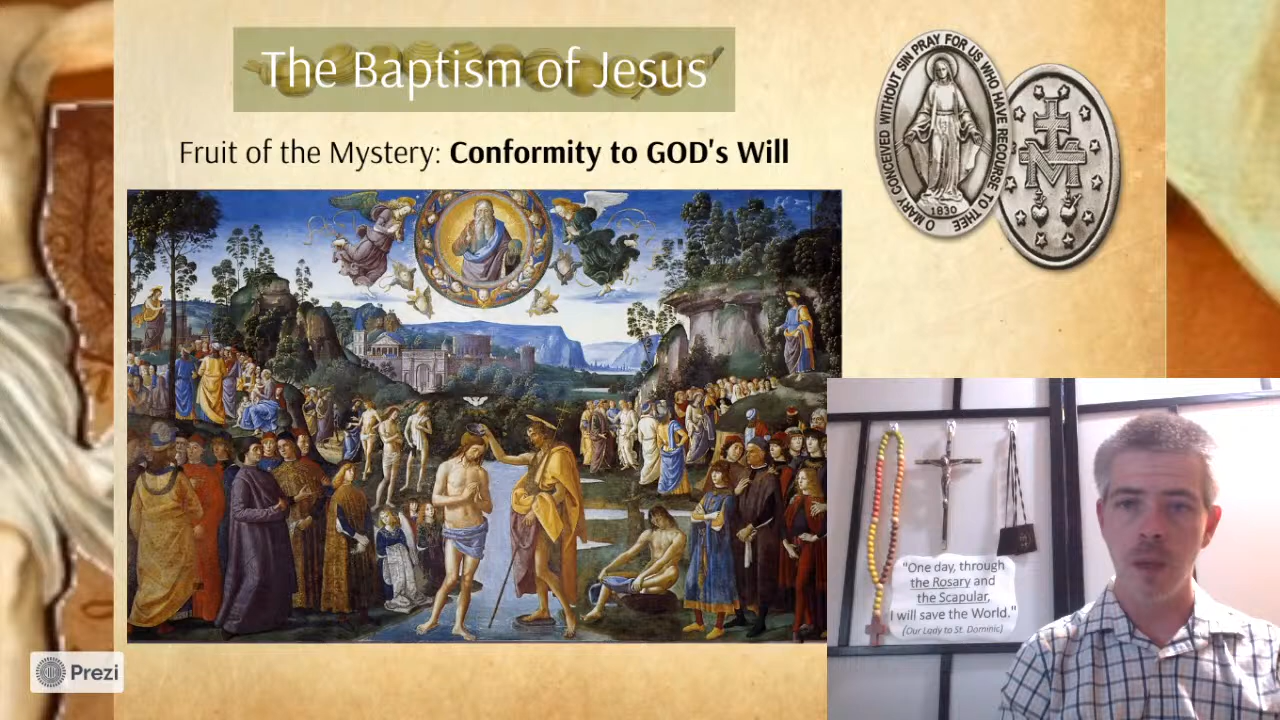 The Baptism of Jesus
Fruit of the Mystery: Conformity to GOD's Will
O MARY CONCEIVED WITHOUT SIN PRAY FOR US WHO HAVE RECOURSE TO THEE
1830
M
"One day, through
the Rosary and
the Scapular,
I will save the World."
(Our Lady to St. Dominic)
Prezi